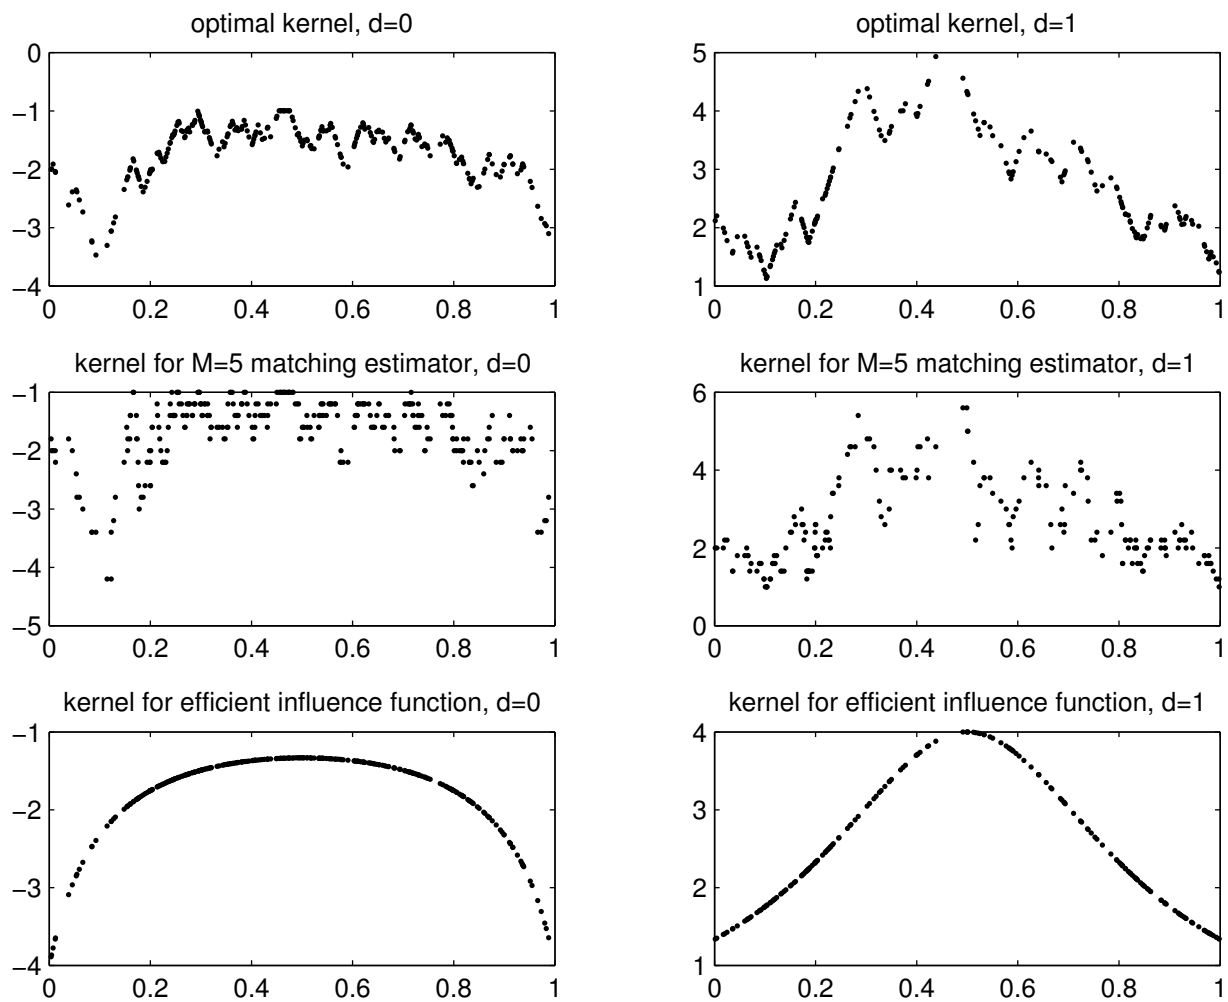 optimal kernel, d=0
0
−1
−2
−3
−4
0 0.2 0.4 0.6 0.8 1
optimal kernel, d=1
5
4
3
2
1
0 0.2 0.4 0.6 0.8 1
kernel for M=5 matching estimator, d=0
−1
−2
−3
−4
−5
0 0.2 0.4 0.6 0.8 1
kernel for M=5 matching estimator, d=1
6
4
2
0
0 0.2 0.4 0.6 0.8 1
kernel for efficient influence function, d=0
−1
−2
−3
−4
0 0.2 0.4 0.6 0.8 1
kernel for efficient influence function, d=1
4
3
2
1
0 0.2 0.4 0.6 0.8 1